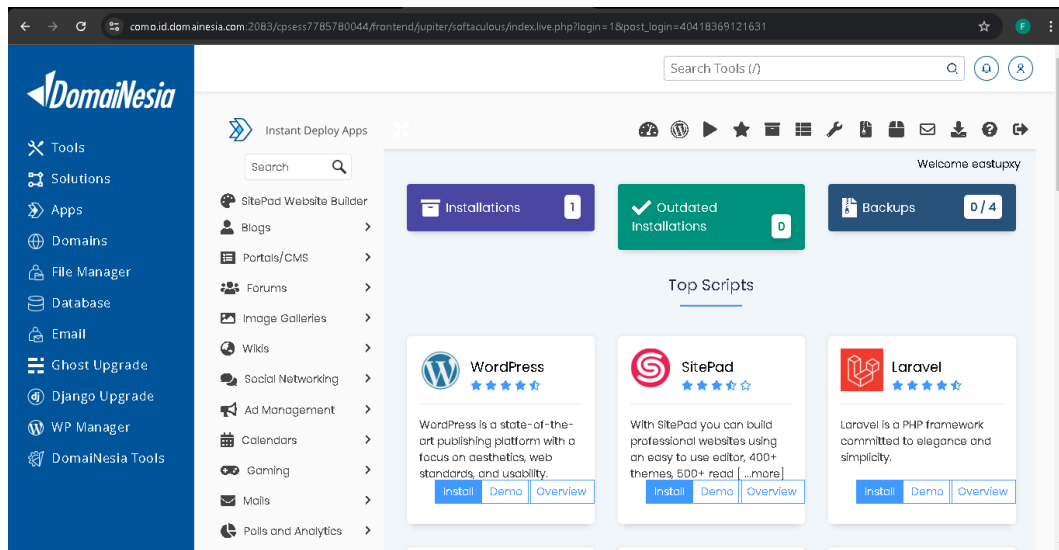 como.id.domainesia.com:2083/cpsess7785780044/frontend/jupiter/softaculous/index.live.php?login=1&post_login=40418369121631
F
Search Tools (/)
DomaiNesia
Tools
Solutions
Apps
Domains
File Manager
Database
Email
Ghost Upgrade
dj
Django Upgrade
WP Manager
DomaiNesia Tools
Instant Deploy Apps
Search
SitePad Website Builder
Blogs
Portals/CMS
Forums
Image Galleries
Wikis
Social Networking
Ad Management
Calendars
Gaming
Mails
Polls and Analytics
Welcome eastupxy
Installations 1
Outdated
Installations 0
Backups 0 / 4
Top Scripts
WordPress
WordPress is a state-of-the-
art publishing platform with a
focus on aesthetics, web
standards, and usability.
Install Demo Overview
SitePad
With SitePad you can build
professional websites using
an easy to use editor, 400+
themes, 500+ read [ ...more]
Install Demo Overview
Laravel
Laravel is a PHP framework
committed to elegance and
simplicity.
Install Demo Overview